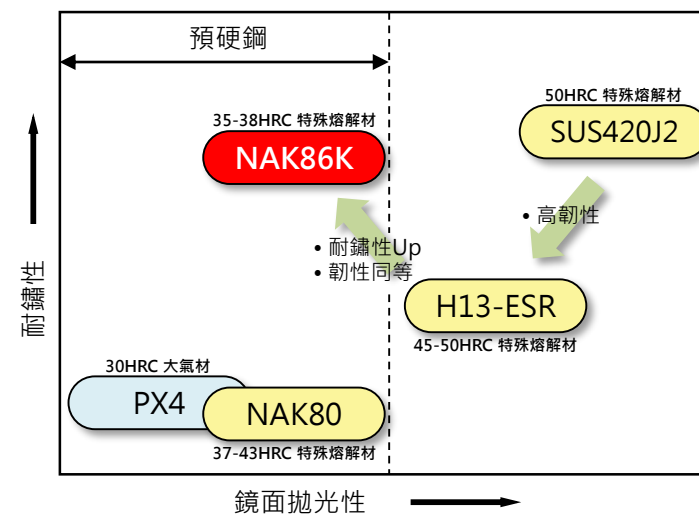 預硬鋼
50HRC 特殊熔解材
SUS420J2
35-38HRC 特殊熔解材
NAK86K
• 高韌性
• 耐鏽性Up
• 韌性同等
H13-ESR
45-50HRC 特殊熔解材
耐鏽性
30HRC 大氣材
PX4
NAK80
37-43HRC 特殊熔解材
鏡面拋光性